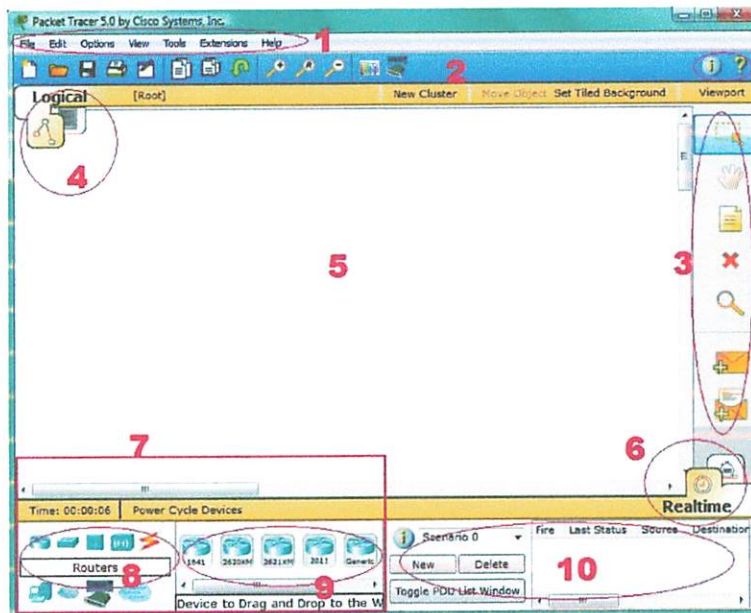 Packet Tracer 5.0 by Cisco Systems, Inc.
File Edit Options View Tools Extensions Help 1
2
Logical [Root] New Cluster Move Object Set Tiled Background Viewport
4
5
3
7
6
Time: 00:00:06 Power Cycle Devices Realtime
1841 2620XM 2621XM 2811 Generic
Scenario 0 Fire Last Status Source Destination
Routers
8
9
New Delete
10
Toggle PDU List Window
Device to Drag and Drop to the W